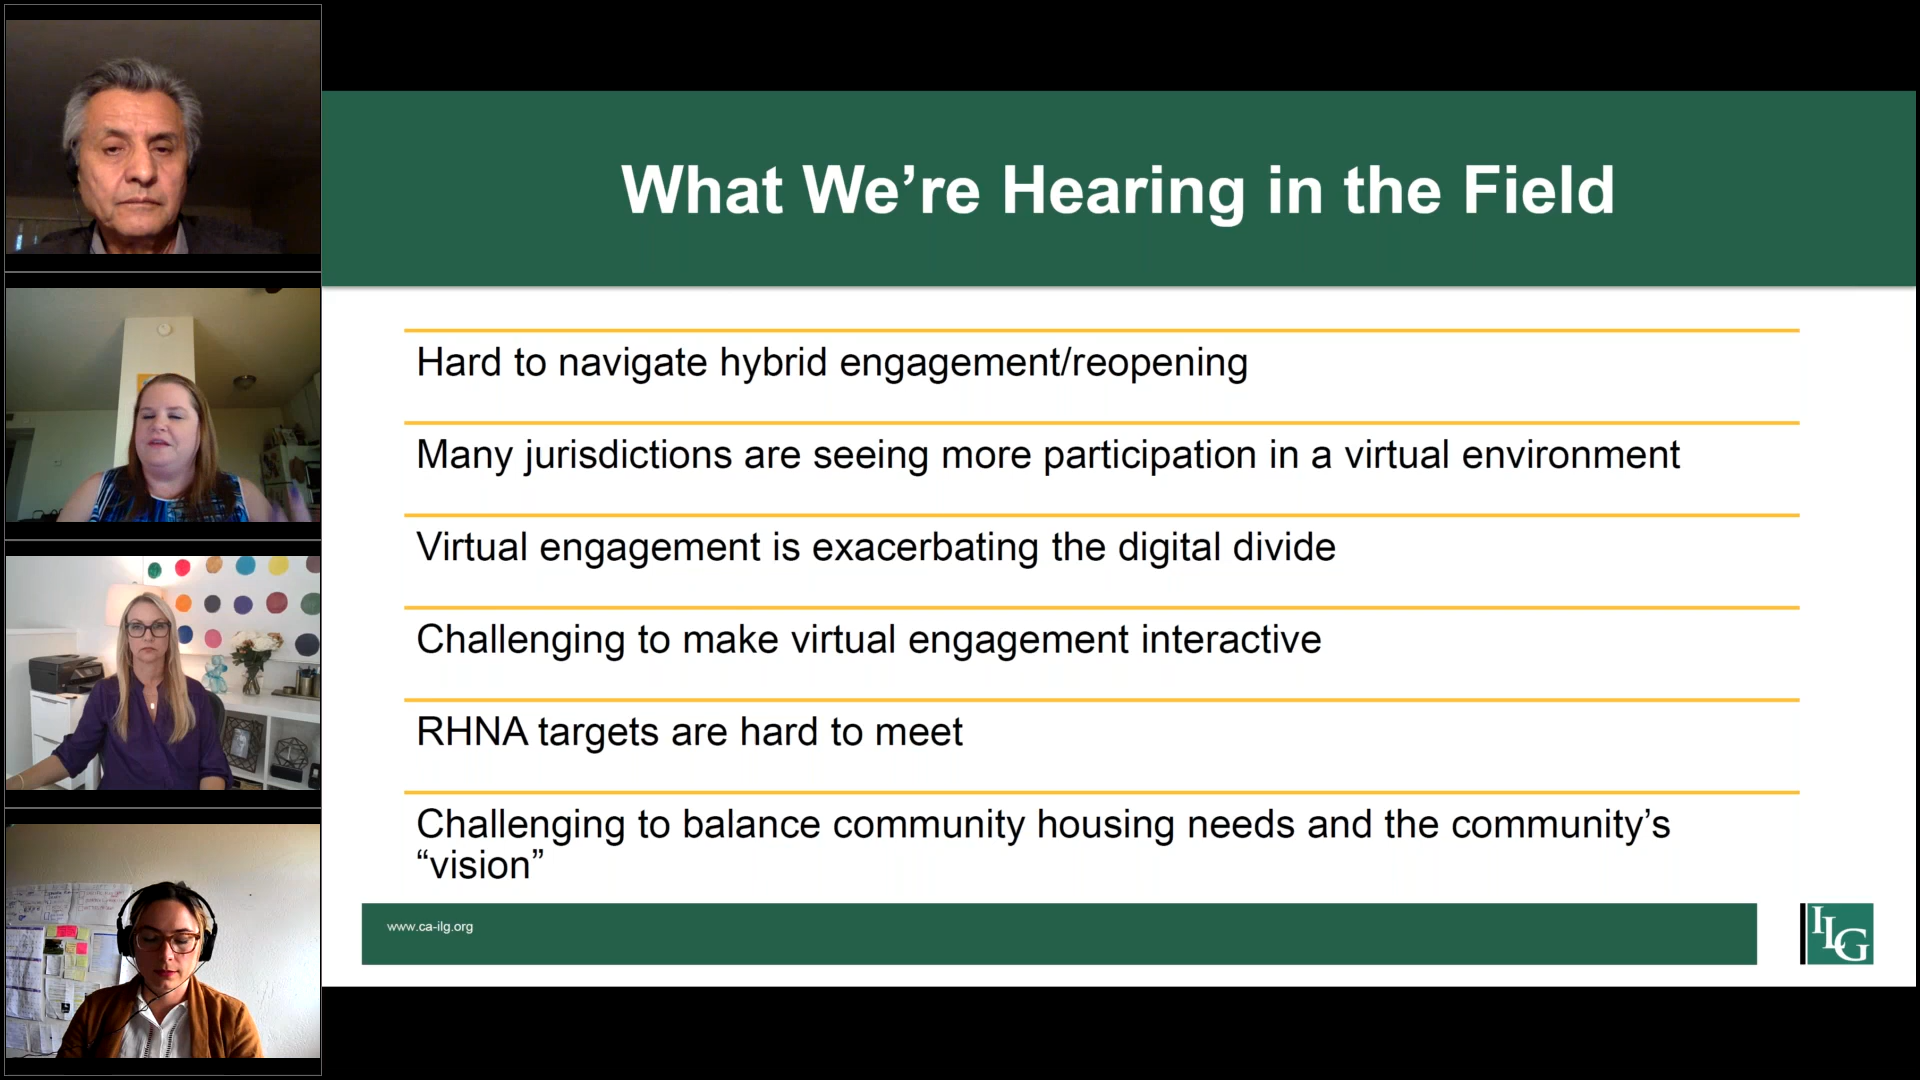 What We’re Hearing in the Field
Hard to navigate hybrid engagement/reopening
Many jurisdictions are seeing more participation in a virtual environment
Virtual engagement is exacerbating the digital divide
Challenging to make virtual engagement interactive
RHNA targets are hard to meet
Challenging to balance community housing needs and the community’s
“vision”
www.ca-ilg.org
ILG